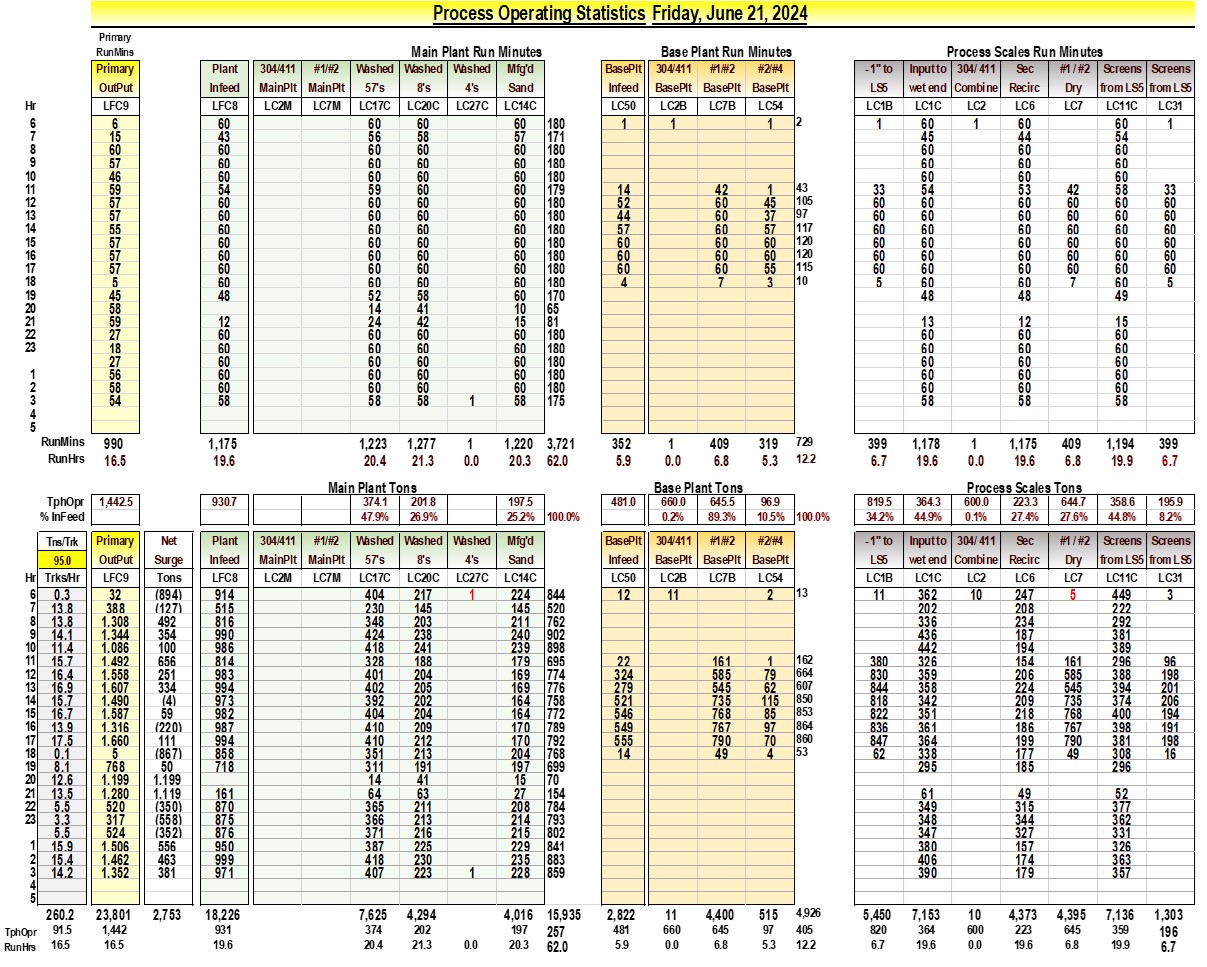 Process Operating Statistics Friday, June 21, 2024
Primary
RunMins Main Plant Run Minutes Base Plant Run Minutes Process Scales Run Minutes
Primary Plant 304/411 #1/#2 Washed Washed Washed Mfg'd BasePlt 304/411 #1/#2 #2/#4 -1" to Input to 304/ 411 Sec #1 / #2 Screens Screens
OutPut Infeed MainPlt MainPlt 57's 8's 4's Sand Infeed BasePlt BasePlt BasePlt LS5 wet end Combine Recirc Dry from LS5 from LS5
Hr LFC9 LFC8 LC2M LC7M LC17C LC20C LC27C LC14C LC50 LC2B LC7B LC54 LC1B LC1C LC2 LC6 LC7 LC11C LC31
6 6 60 60 60 60 180 1 1 1 2 1 60 1 60 60 1
7 15 43 56 58 57 171 45 44 54
8 60 60 60 60 60 180 60 60 60
9 57 60 60 60 60 180 60 60 60
10 46 60 60 60 60 180 60 60 60
11 59 54 59 60 60 179 14 42 1 43 33 54 53 42 58 33
12 57 60 60 60 60 180 52 60 45 105 60 60 60 60 60 60
13 57 60 60 60 60 180 44 60 37 97 60 60 60 60 60 60
14 55 60 60 60 60 180 57 60 57 117 60 60 60 60 60 60
15 57 60 60 60 60 180 60 60 60 120 60 60 60 60 60 60
16 57 60 60 60 60 180 60 60 60 120 60 60 60 60 60 60
17 57 60 60 60 60 180 60 60 55 115 60 60 60 60 60 60
18 5 60 60 60 60 180 4 7 3 10 5 60 60 7 60 5
19 45 48 52 58 60 170 48 48 49
20 58 14 41 10 65
21 59 12 24 42 15 81 13 12 15
22 27 60 60 60 60 180 60 60 60
23 18 60 60 60 60 180 60 60 60
27 60 60 60 60 180 60 60 60
1 56 60 60 60 60 180 60 60 60
2 58 60 60 60 60 180 60 60 60
3 54 58 58 58 1 58 175 58 58 58
4
5
RunMins 990 1,175 1,223 1,277 1 1,220 3,721 352 1 409 319 729 399 1,178 1 1,175 409 1,194 399
RunHrs 16.5 19.6 20.4 21.3 0.0 20.3 62.0 5.9 0.0 6.8 5.3 12.2 6.7 19.6 0.0 19.6 6.8 19.9 6.7
Main Plant Tons Base Plant Tons Process Scales Tons
TphOpr 1,442.5 930.7 374.1 201.8 197.5 481.0 660.0 645.5 96.9 819.5 364.3 600.0 223.3 644.7 358.6 195.9
% InFeed 47.9% 26.9% 25.2% 100.0% 0.2% 89.3% 10.5% 100.0% 34.2% 44.9% 0.1% 27.4% 27.6% 44.8% 8.2%
Tns/Trk Primary Net Plant 304/411 #1/#2 Washed Washed Washed Mfg'd BasePlt 304/411 #1/#2 #2/#4 -1" to Input to 304/ 411 Sec #1 / #2 Screens Screens
95.0 OutPut Surge Infeed MainPlt MainPlt 57's 8's 4's Sand Infeed BasePlt BasePlt BasePlt LS5 wet end Combine Recirc Dry from LS5 from LS5
Hr Trks/Hr LFC9 Tons LFC8 LC2M LC7M LC17C LC20C LC27C LC14C LC50 LC2B LC7B LC54 LC1B LC1C LC2 LC6 LC7 LC11C LC31
6 0.3 32 (894) 914 404 217 1 224 844 12 11 2 13 11 362 10 247 5 449 3
7 13.8 388 (127) 515 230 145 145 520 202 208 222
8 13.8 1.308 492 816 348 203 211 762 336 234 292
9 14.1 1.344 354 990 424 238 240 902 436 187 381
10 11.4 1.086 100 986 418 241 239 898 442 194 389
11 15.7 1.492 656 814 328 188 179 695 22 161 1 162 380 326 154 161 296 96
12 16.4 1.558 251 983 401 204 169 774 324 585 79 664 830 359 206 585 388 198
13 16.9 1.607 334 994 402 205 169 776 279 545 62 607 844 358 224 545 394 201
14 15.7 1.490 (4) 973 392 202 164 758 521 735 115 850 818 342 209 735 374 206
15 16.7 1.587 59 982 404 204 164 772 546 768 85 853 822 351 218 768 400 194
16 13.9 1.316 (220) 987 410 209 170 789 549 767 97 864 836 361 186 767 398 191
17 17.5 1.660 111 994 410 212 170 792 555 790 70 860 847 364 199 790 381 198
18 0.1 5 (867) 858 351 213 204 768 14 49 4 53 62 338 177 49 308 16
19 8.1 768 50 718 311 191 197 699 295 185 296
20 12.6 1.199 1.199 14 41 15 70
21 13.5 1.280 1.119 161 64 63 27 154 61 49 52
22 5.5 520 (350) 870 365 211 208 784 349 315 377
23 3.3 317 (558) 875 366 213 214 793 348 344 362
5.5 524 (352) 876 371 216 215 802 347 327 331
1 15.9 1.506 556 950 387 225 229 841 380 157 326
2 15.4 1.462 463 999 418 230 235 883 406 174 363
3 14.2 1.352 381 971 407 223 1 228 859 390 179 357
4
5
260.2 23,801 2,753 18,226 7,625 4,294 4,016 15,935 2,822 11 4,400 515 4,926 5,450 7,153 10 4,373 4,395 7,136 1,303
TphOpr 91.5 1,442 931 374 202 197 257 481 660 645 97 405 820 364 600 223 645 359 196
RunHrs 16.5 16.5 19.6 20.4 21.3 0.0 20.3 62.0 5.9 0.0 6.8 5.3 12.2 6.7 19.6 0.0 19.6 6.8 19.9 6.7